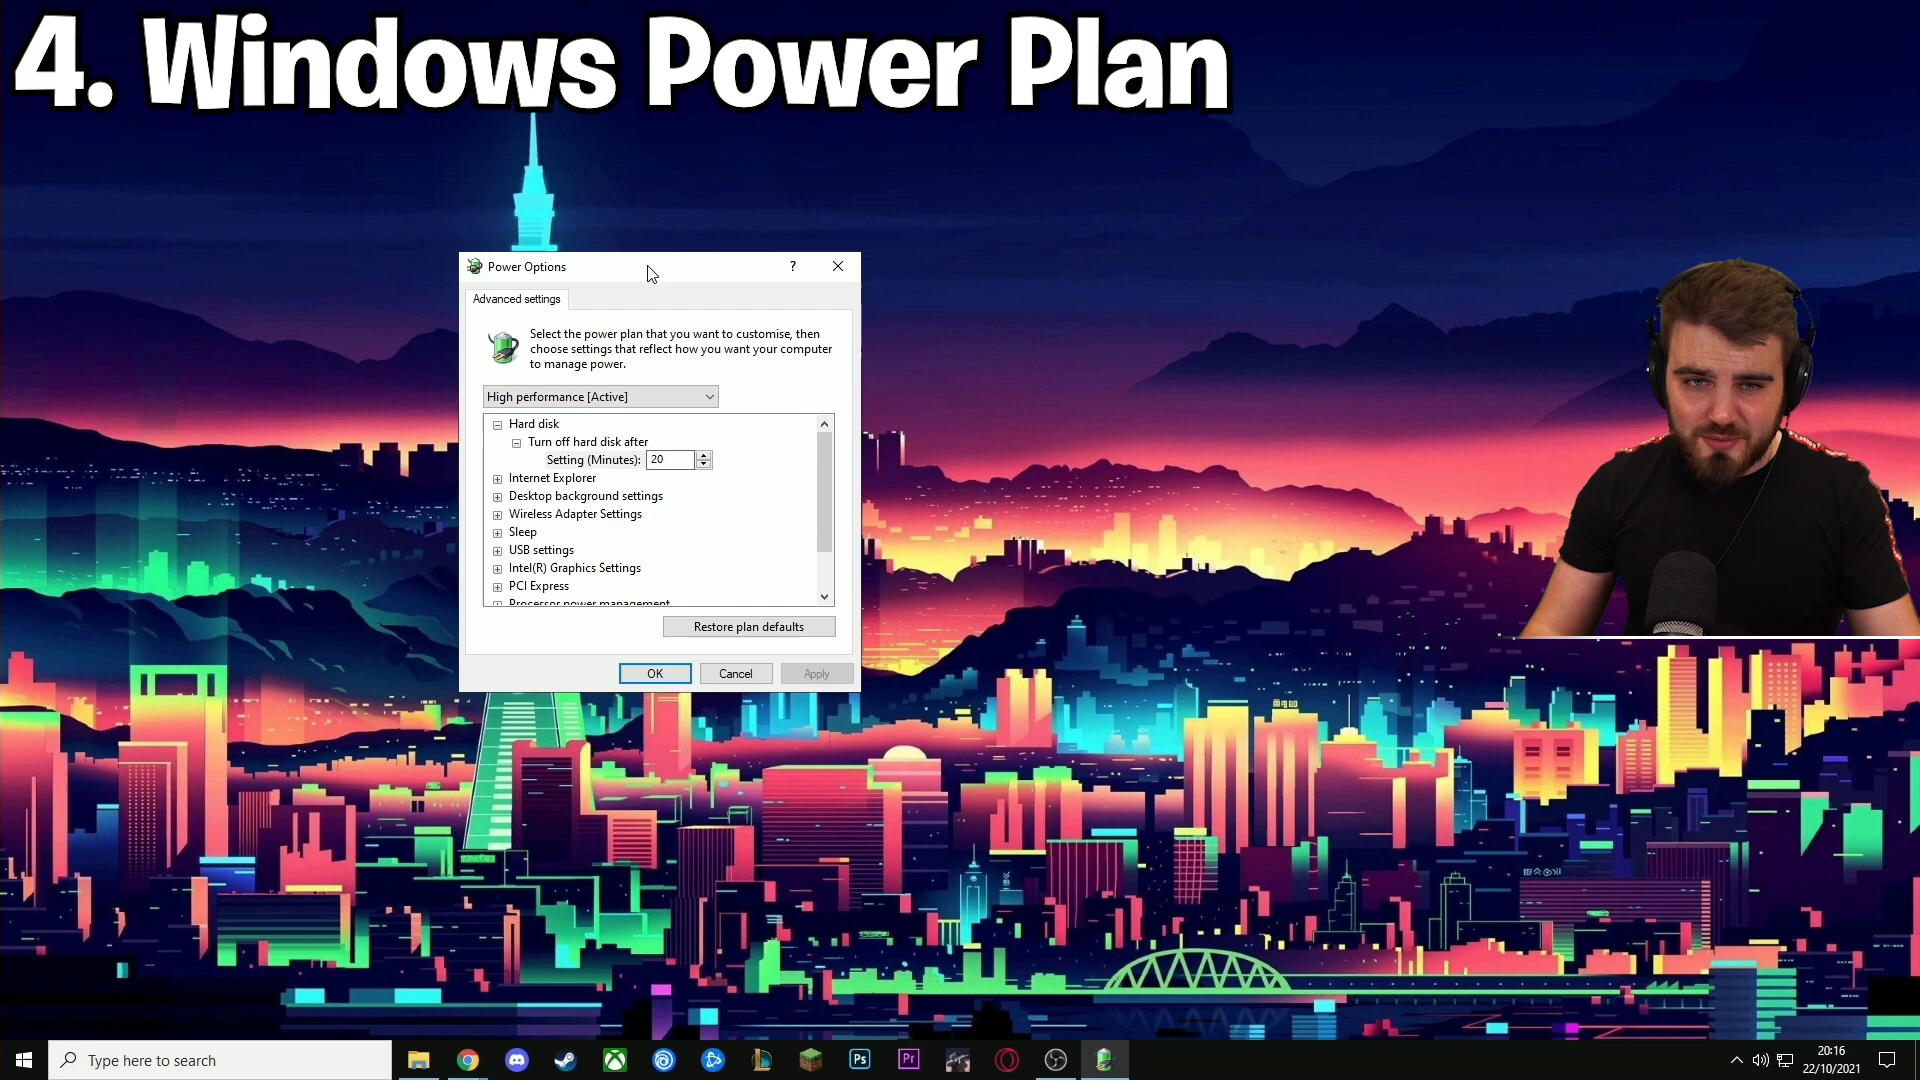 4. Windows Power Plan
Power Options
?
Advanced settings
Select the power plan that you want to customise, then
choose settings that reflect how you want your computer
to manage power.
High performance [Active]
Hard disk
Turn off hard disk after
Setting (Minutes): 20
Internet Explorer
Desktop background settings
Wireless Adapter Settings
Sleep
USB settings
Intel(R) Graphics Settings
PCI Express
Processor power management
Restore plan defaults
OK Cancel Apply
Type here to search
Ps
Pr
20:16
22/10/2021